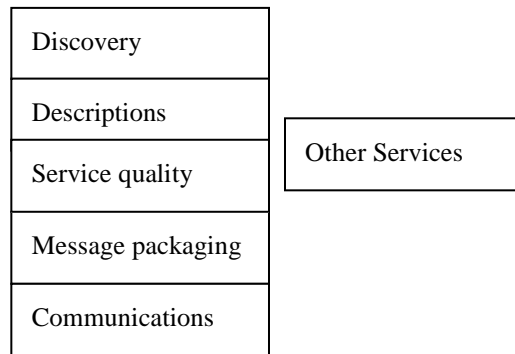 Discovery
Descriptions
Other Services
Service quality
Message packaging
Communications